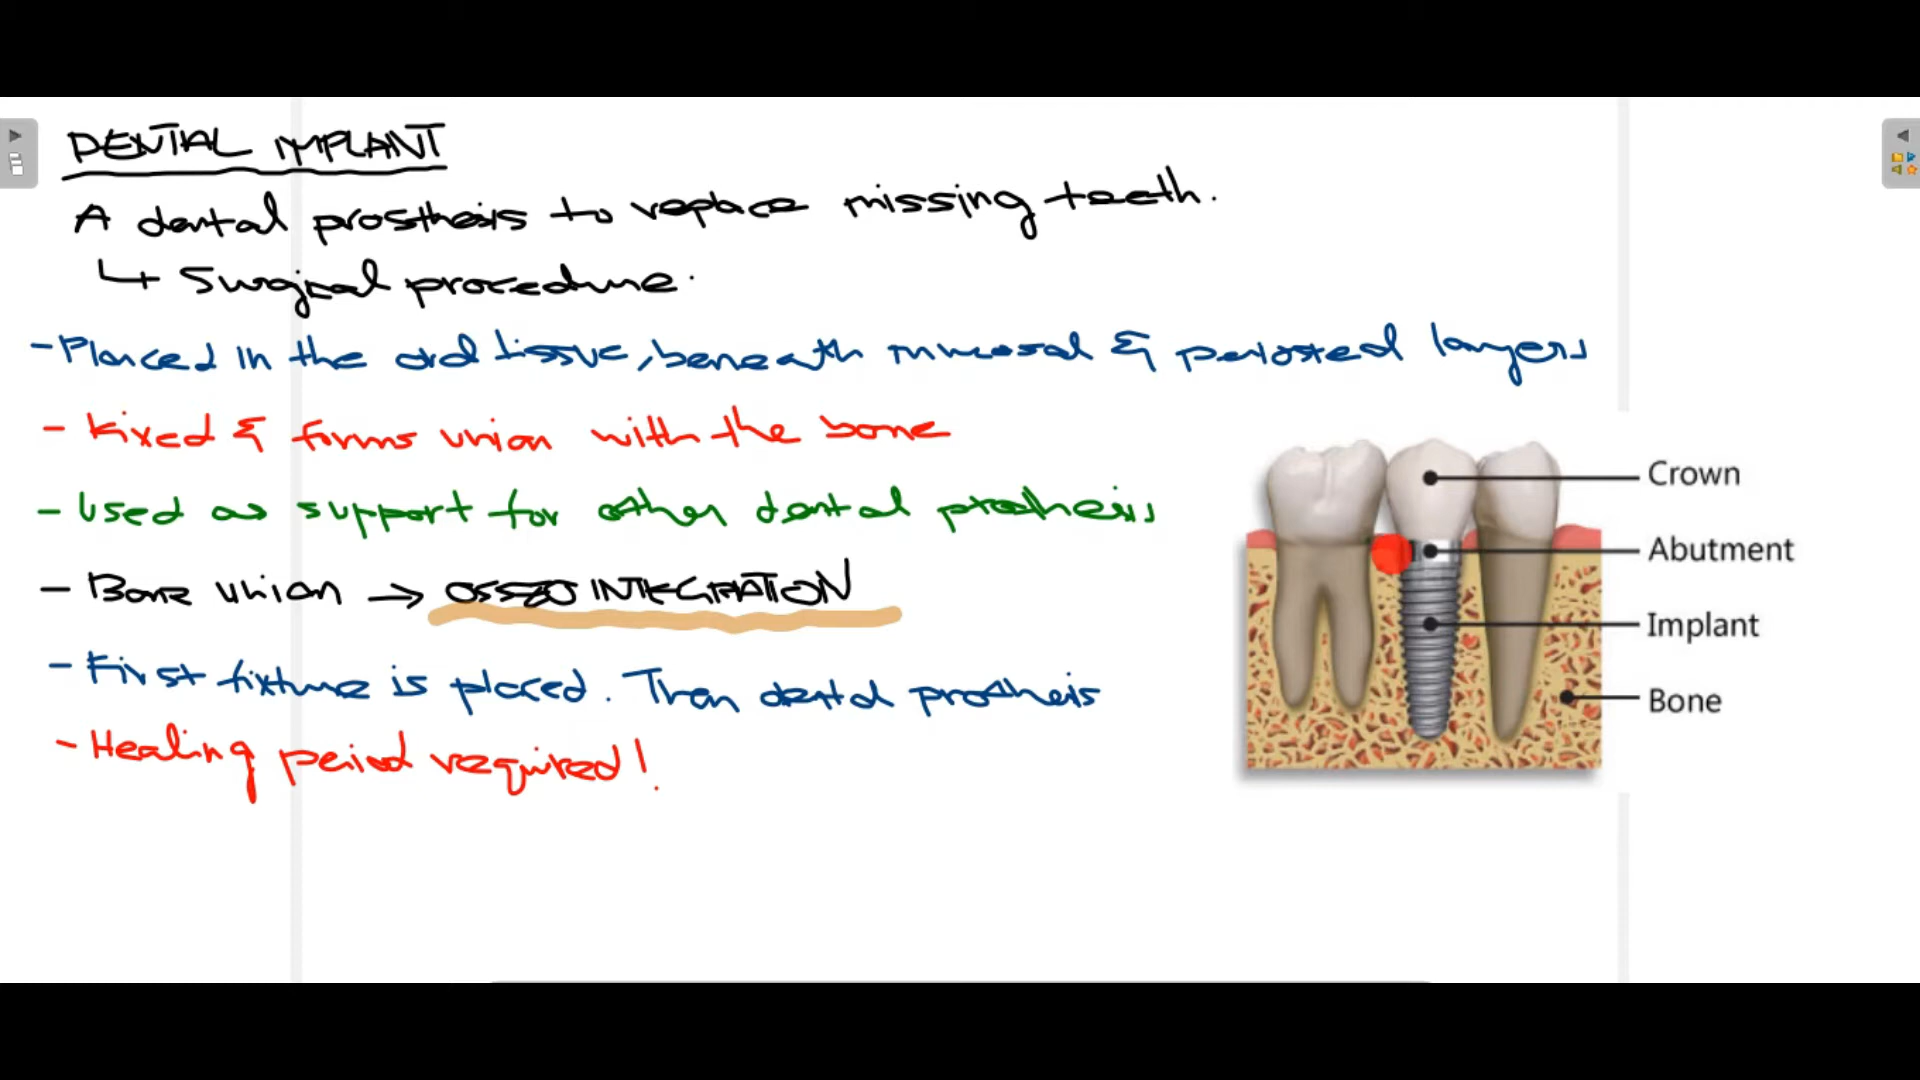 DENTAL IMPLANT
A dental prosthesis to replace missing teeth.
↳ Surgical procedure.
- Placed in the oral tissue, beneath mucosal & periosteal layers
- Fixed & forms union with the bone
- Used as support for other dental prosthesis
- Bone union → OSSEOINTEGRATION
- First fixture is placed. Then dental prosthesis
- Healing period required!
Crown
Abutment
Implant
Bone